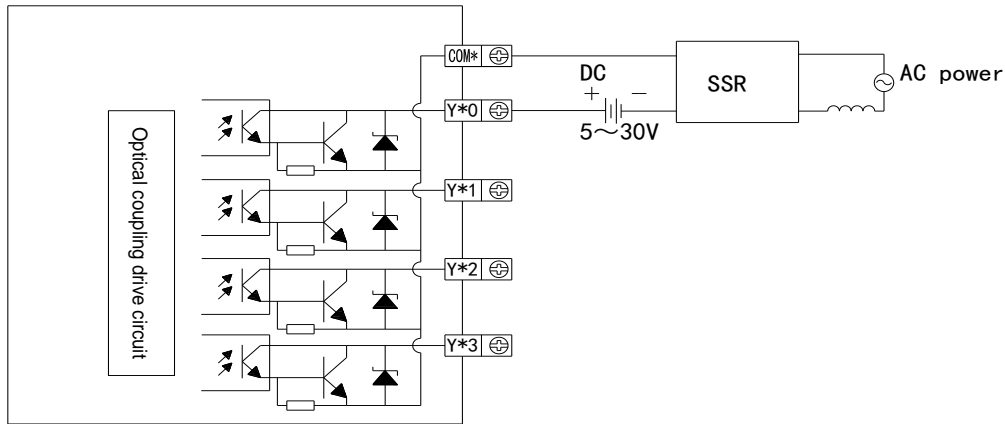 COM*
Y*0
Y*1
Y*2
Y*3
Optical coupling drive circuit
DC
+ −
5～30V
SSR
AC power